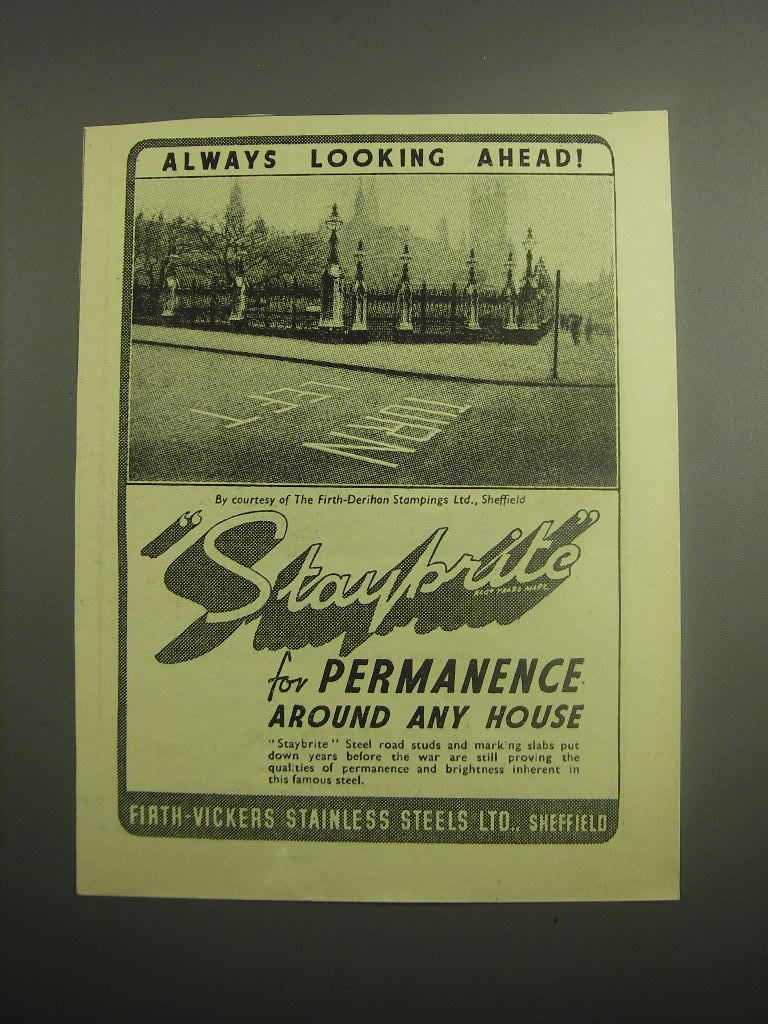 ALWAYS LOOKING AHEAD!
TURN
LEFT
By courtesy of The Firth-Derihon Stampings Ltd., Sheffield
"Staybrite"
for PERMANENCE
AROUND ANY HOUSE
"Staybrite" Steel road studs and marking slabs put
down years before the war are still proving the
qualities of permanence and brightness inherent in
this famous steel.
FIRTH-VICKERS STAINLESS STEELS LTD., SHEFFIELD